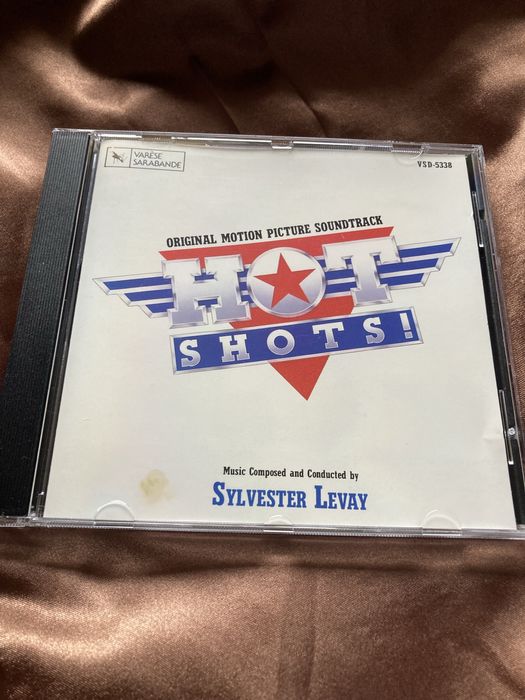 VARÈSE
SARABANDE
VSD-5338
ORIGINAL MOTION PICTURE SOUNDTRACK
HOT
SHOTS!
Music Composed and Conducted by
SYLVESTER LEVAY